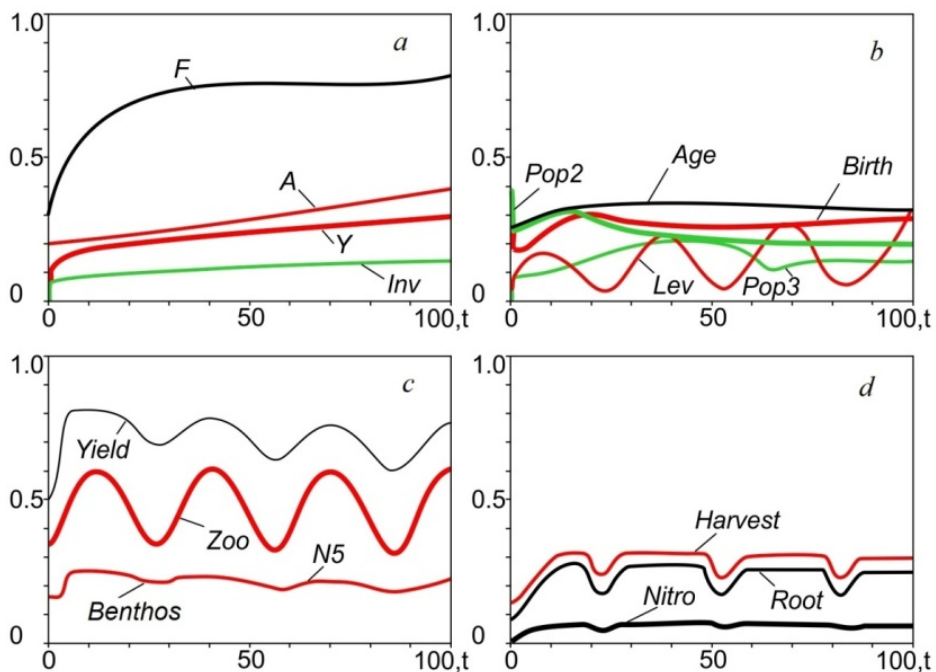 1.0
a
F
0.5
A
Y
Inv
0
0
50
100,t
1.0
b
Pop2
Age
Birth
0.5
Lev
Pop3
0
0
50
100,t
1.0
c
Yield
0.5
Zoo
N5
Benthos
0
0
50
100,t
1.0
d
0.5
Harvest
Nitro
Root
0
0
50
100,t